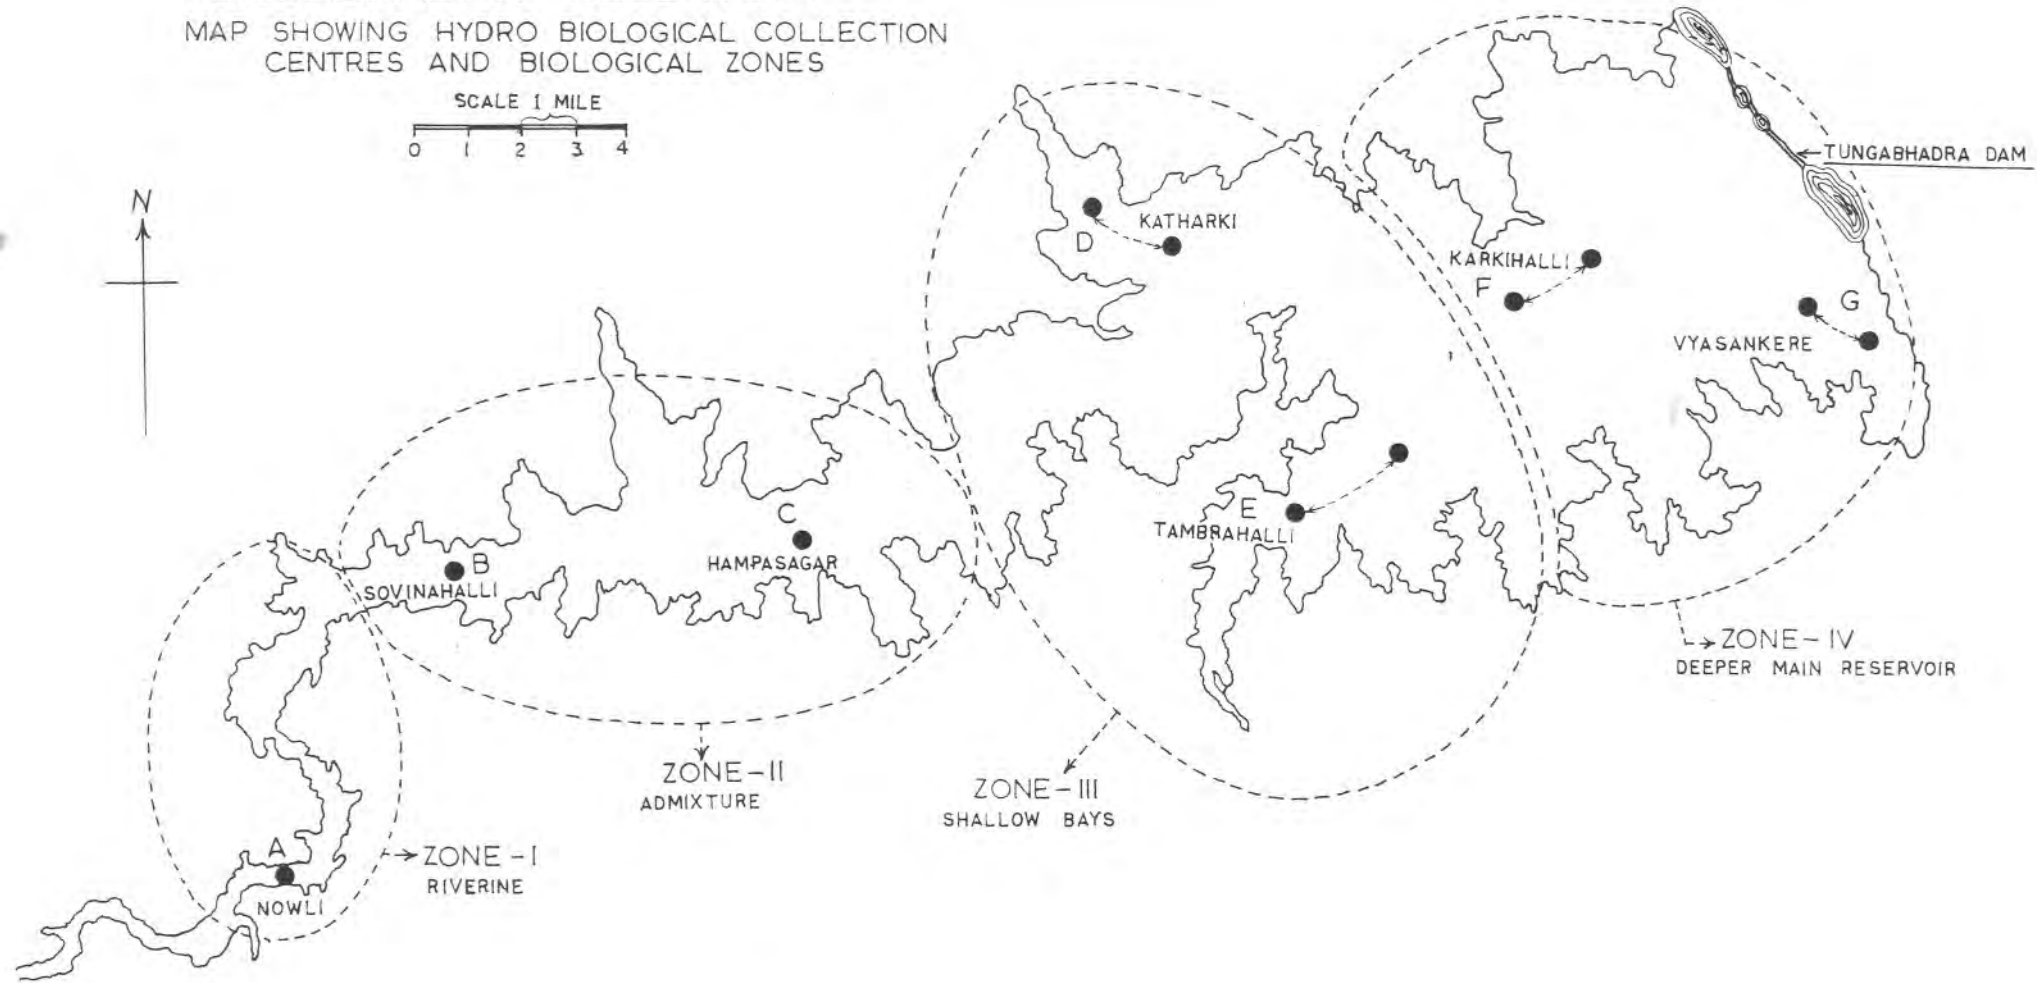 MAP SHOWING HYDRO BIOLOGICAL COLLECTION
CENTRES AND BIOLOGICAL ZONES
SCALE 1 MILE
0 1 2 3 4
N
TUNGABHADRA DAM
KATHARKI
D
KARKIHALLI
F
G
VYASANKERE
C
HAMPASAGAR
B
SOVINAHALLI
E
TAMBRAHALLI
ZONE-IV
DEEPER MAIN RESERVOIR
ZONE-II
ADMIXTURE
ZONE-III
SHALLOW BAYS
A
NOWLI
ZONE-I
RIVERINE